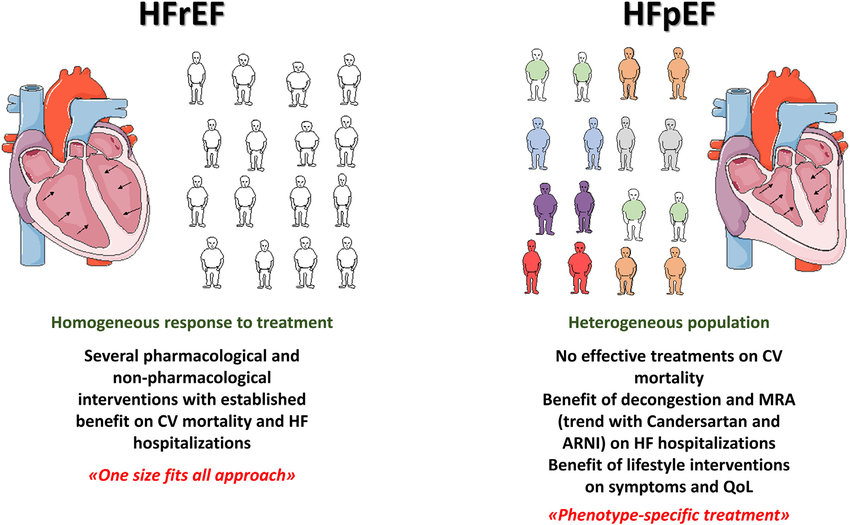 HFrEF
Homogeneous response to treatment
Several pharmacological and
non-pharmacological
interventions with established
benefit on CV mortality and HF
hospitalizations
«One size fits all approach»
HFpEF
Heterogeneous population
No effective treatments on CV
mortality
Benefit of decongestion and MRA
(trend with Candersartan and
ARNI) on HF hospitalizations
Benefit of lifestyle interventions
on symptoms and QoL
«Phenotype-specific treatment»